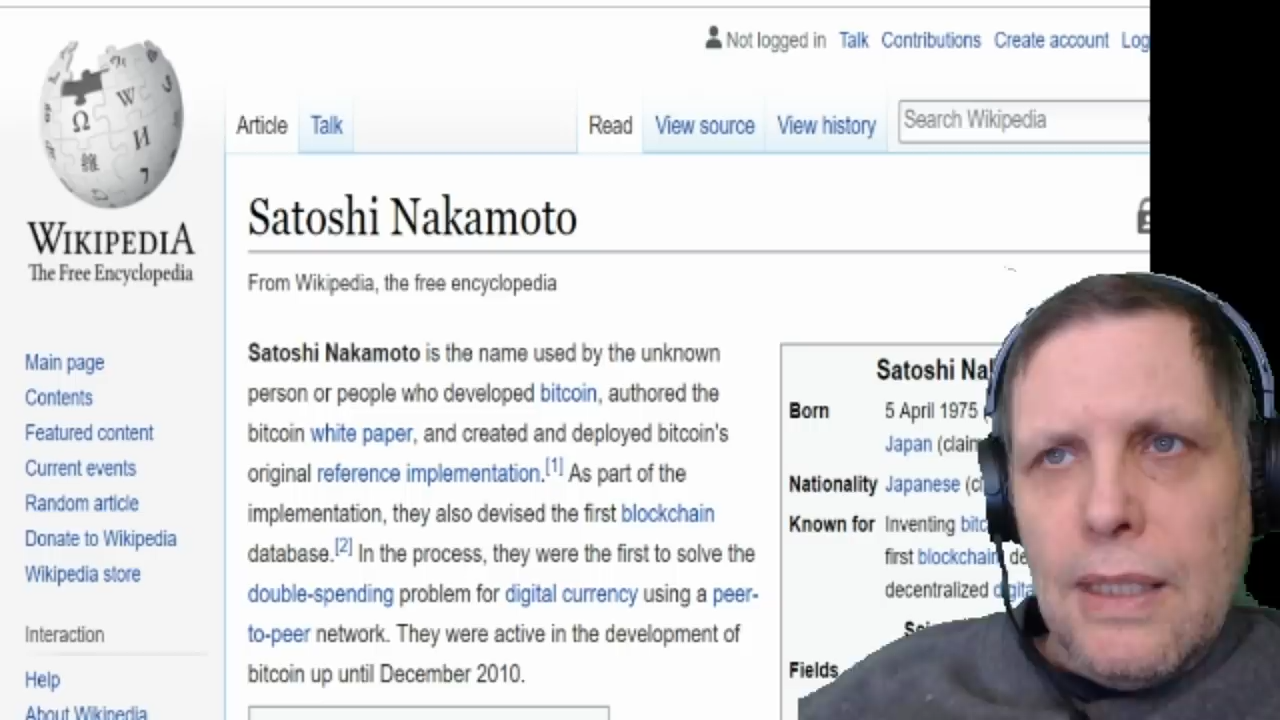 Not logged in Talk Contributions Create account Log
Article Talk Read View source View history Search Wikipedia
WIKIPEDIA
The Free Encyclopedia
Main page
Contents
Featured content
Current events
Random article
Donate to Wikipedia
Wikipedia store
Interaction
Help
About Wikipedia
Satoshi Nakamoto
From Wikipedia, the free encyclopedia
Satoshi Nakamoto is the name used by the unknown
person or people who developed bitcoin, authored the
bitcoin white paper, and created and deployed bitcoin's
original reference implementation.[1] As part of the
implementation, they also devised the first blockchain
database.[2] In the process, they were the first to solve the
double-spending problem for digital currency using a peer-
to-peer network. They were active in the development of
bitcoin up until December 2010.
Satoshi
Born 5 April 1975
Japan
Nationality Japanese
Known for Inventing
first blockchain
decentralized
Fields